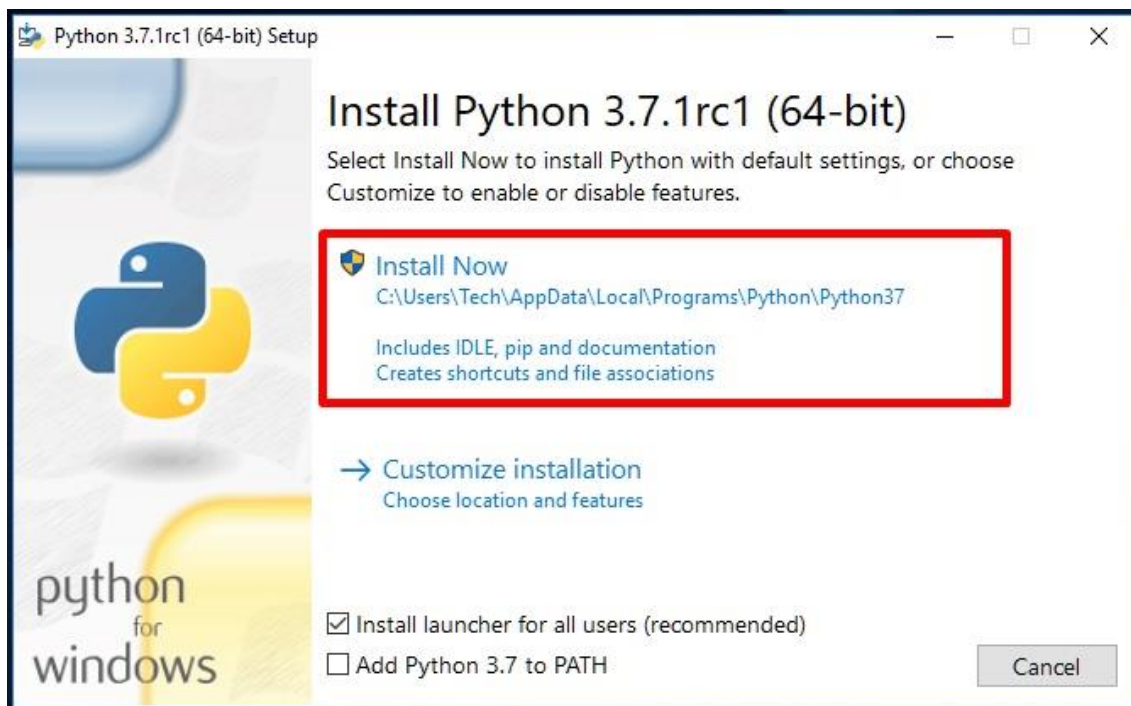 Python 3.7.1rc1 (64-bit) Setup
Install Python 3.7.1rc1 (64-bit)
Select Install Now to install Python with default settings, or choose
Customize to enable or disable features.
Install Now
C:\Users\Tech\AppData\Local\Programs\Python\Python37
Includes IDLE, pip and documentation
Creates shortcuts and file associations
Customize installation
Choose location and features
python
for
windows
Install launcher for all users (recommended)
Add Python 3.7 to PATH
Cancel